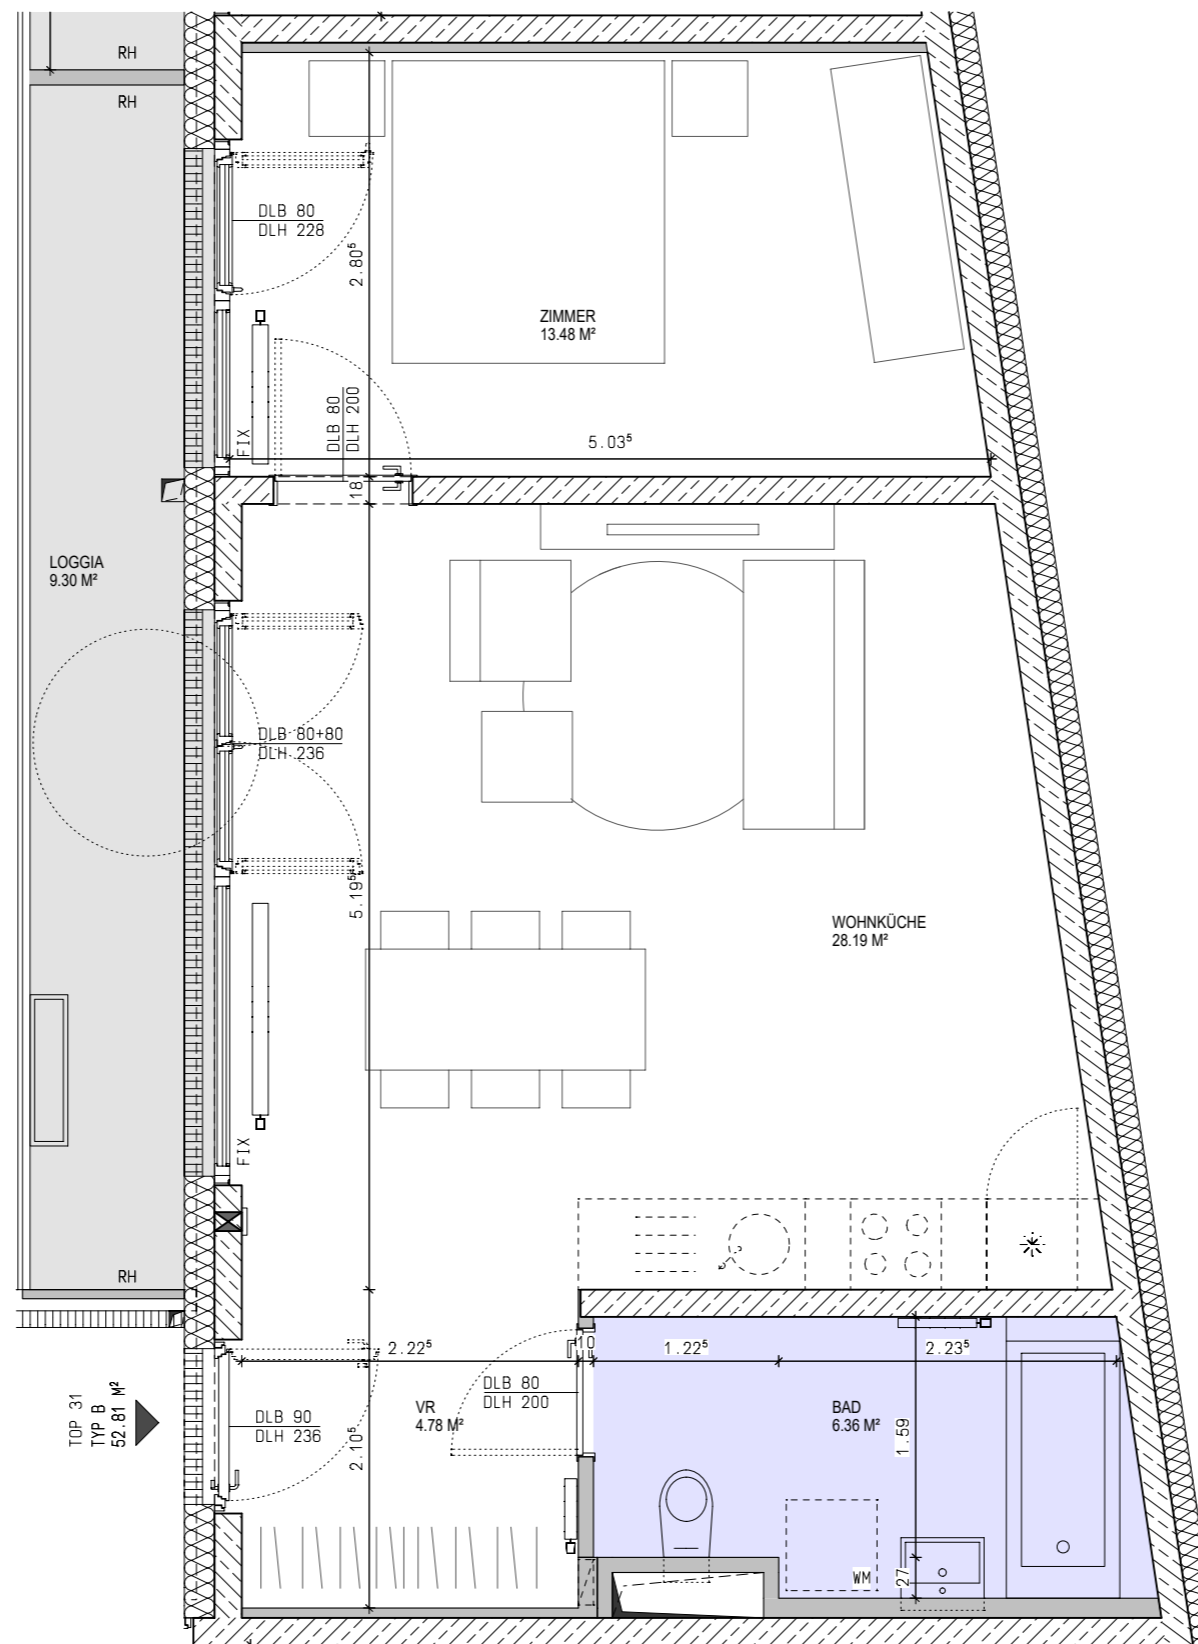 RH
RH
DLB 80
DLH 228
2.80⁵
ZIMMER
13.48 M²
DLB 80
DLH 200
FIX
5.03⁵
18
LOGGIA
9.30 M²
DLB 80+80
DLH 236
5.19⁵
WOHNKÜCHE
28.19 M²
FIX
RH
2.22⁵
10
1.22⁵
2.23⁵
DLB 80
DLH 200
TOP 31
TYP B
52.81 M²
DLB 90
DLH 236
VR
4.78 M²
BAD
6.36 M²
1.59
2.10⁵
WM
27